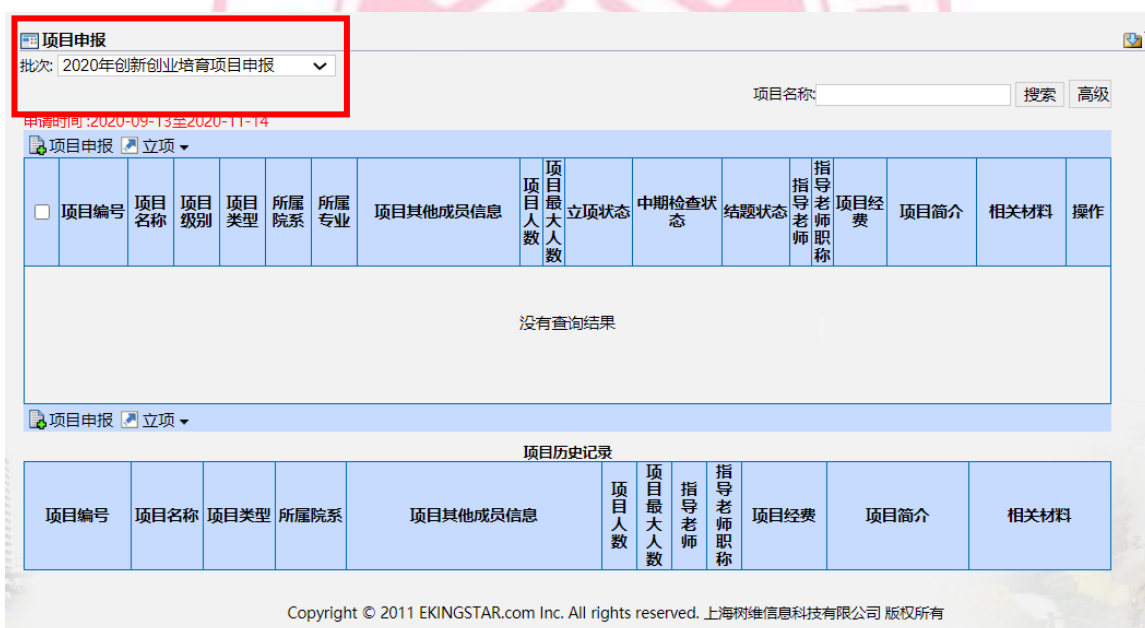 项目申报
批次: 2020年创新创业培育项目申报
项目名称: 搜索 高级
申请时间 :2020-09-13至2020-11-14
项目申报 立项
项目编号 项目名称 项目级别 项目类型 所属院系 所属专业 项目其他成员信息 项目人数 项目最大人数 立项状态 中期检查状态 结题状态 指导老师 指导老师职称 项目经费 项目简介 相关材料 操作
没有查询结果
项目申报 立项
项目历史记录
项目编号 项目名称 项目类型 所属院系 项目其他成员信息 项目人数 项目最大人数 指导老师 指导老师职称 项目经费 项目简介 相关材料
Copyright © 2011 EKINGSTAR.com Inc. All rights reserved. 上海树维信息科技有限公司 版权所有